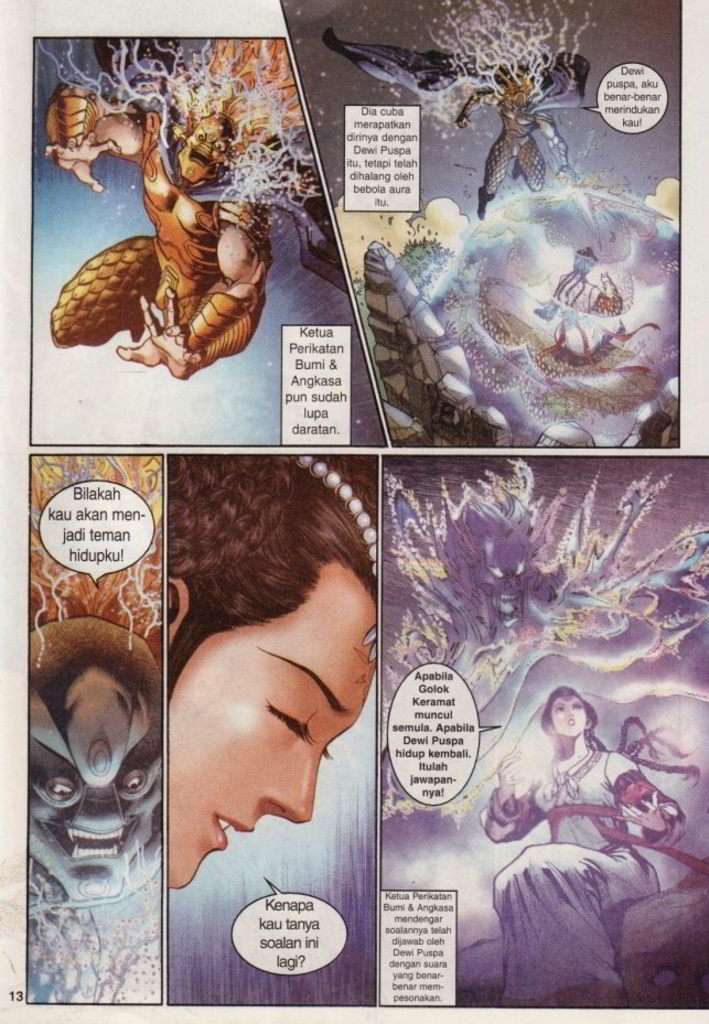 Ketua
Perikatan
Bumi &
Angkasa
pun sudah
lupa
daratan.
Dia cuba
merapatkan
dirinya dengan
Dewi Puspa
itu, tetapi telah
dihalang oleh
bebola aura
itu.
Dewi
puspa, aku
benar-benar
merindukan
kau!
Bilakah
kau akan men-
jadi teman
hidupku!
Kenapa
kau tanya
soalan ini
lagi?
Apabila
Golok
Keramat
muncul
semula. Apabila
Dewi Puspa
hidup kembali.
Itulah
jawapan-
nya!
Ketua Perikatan
Bumi & Angkasa
mendengar
soalannya telah
dijawab oleh
Dewi Puspa
dengan suara
yang benar-
benar mem-
pesonakan.
13